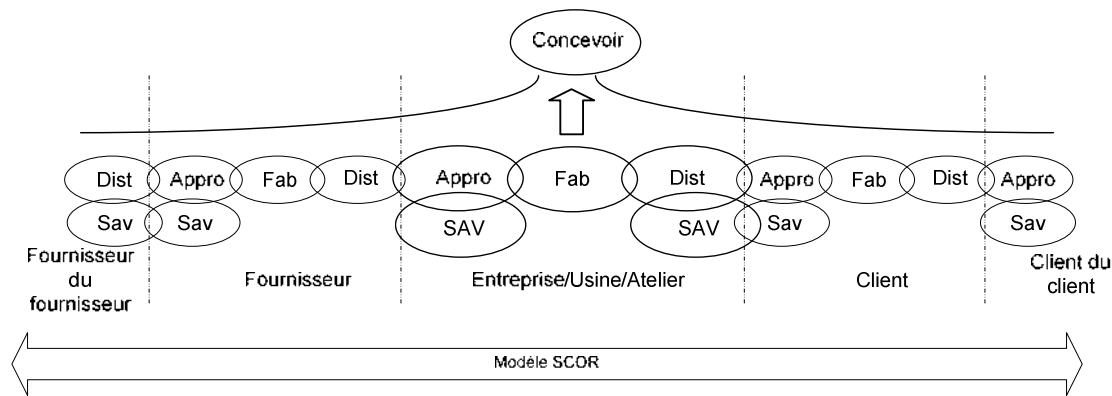 Concevoir
Dist Appro Fab Dist Appro Fab Dist Appro Fab Dist Appro
Sav Sav SAV SAV Sav Sav
Fournisseur
du
fournisseur
Fournisseur
Entreprise/Usine/Atelier
Client
Client du
client
Modèle SCOR